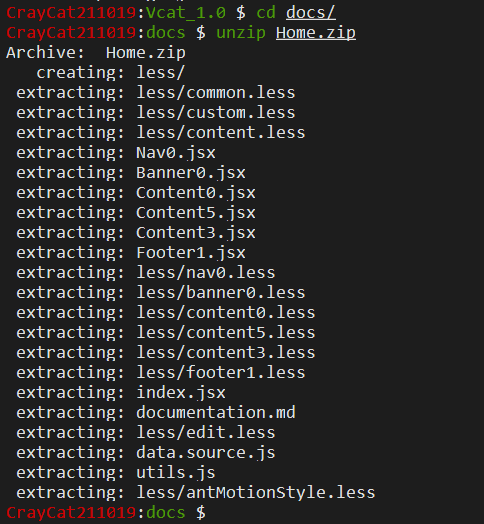 CrayCat211019:Vcat_1.0 $ cd docs/
CrayCat211019:docs $ unzip Home.zip
Archive:  Home.zip
   creating: less/
 extracting: less/common.less
 extracting: less/custom.less
 extracting: less/content.less
 extracting: Nav0.jsx
 extracting: Banner0.jsx
 extracting: Content0.jsx
 extracting: Content5.jsx
 extracting: Content3.jsx
 extracting: Footer1.jsx
 extracting: less/nav0.less
 extracting: less/banner0.less
 extracting: less/content0.less
 extracting: less/content5.less
 extracting: less/content3.less
 extracting: less/footer1.less
 extracting: index.jsx
 extracting: documentation.md
 extracting: less/edit.less
 extracting: data.source.js
 extracting: utils.js
 extracting: less/antMotionStyle.less
CrayCat211019:docs $